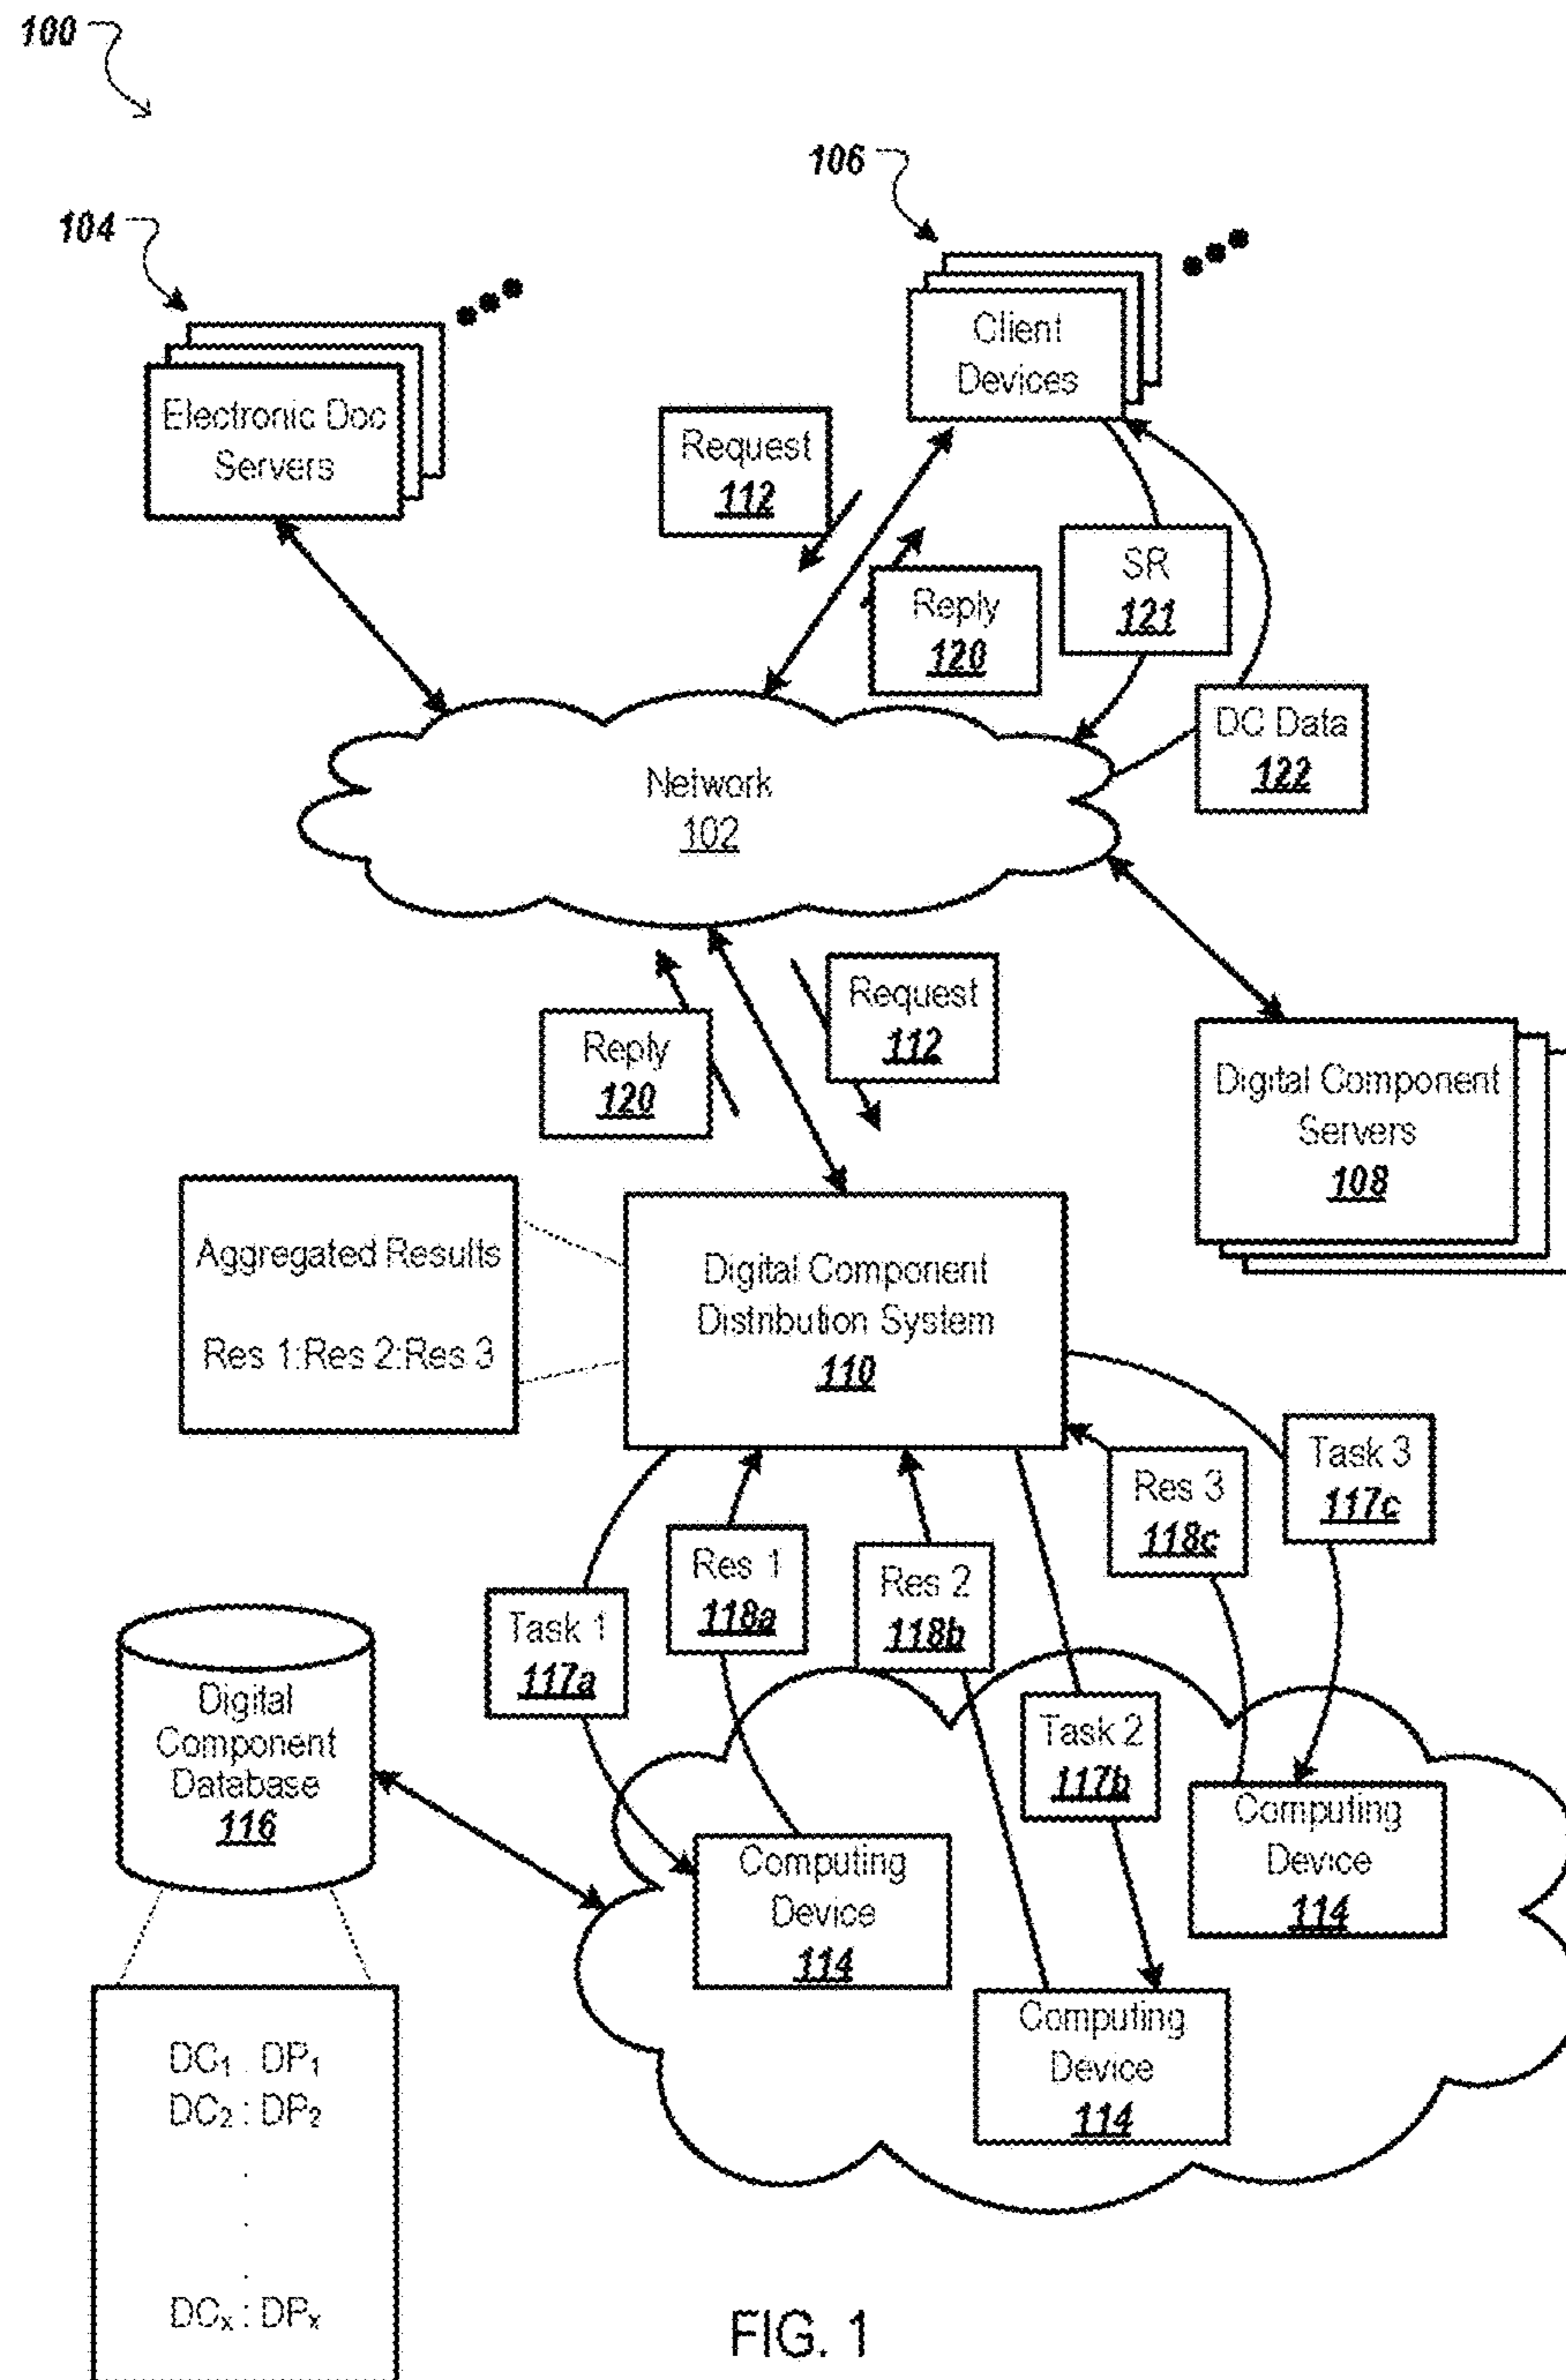 100
106
104
Client
Devices
Electronic Doc
Servers
Request
112
SR
121
Reply
120
DC Data
122
Network
102
Request
112
Reply
120
Digital Component
Servers
108
Aggregated Results
Res 1:Res 2:Res 3
Digital Component
Distribution System
110
Task 3
117c
Res 3
118c
Res 1
118a
Res 2
118b
Task 1
117a
Digital
Component
Database
116
Task 2
117b
Computing
Device
114
Computing
Device
114
Computing
Device
114
DC₁ : DP₁
DC₂ : DP₂
.
.
.
DCₓ : DPₓ
FIG. 1